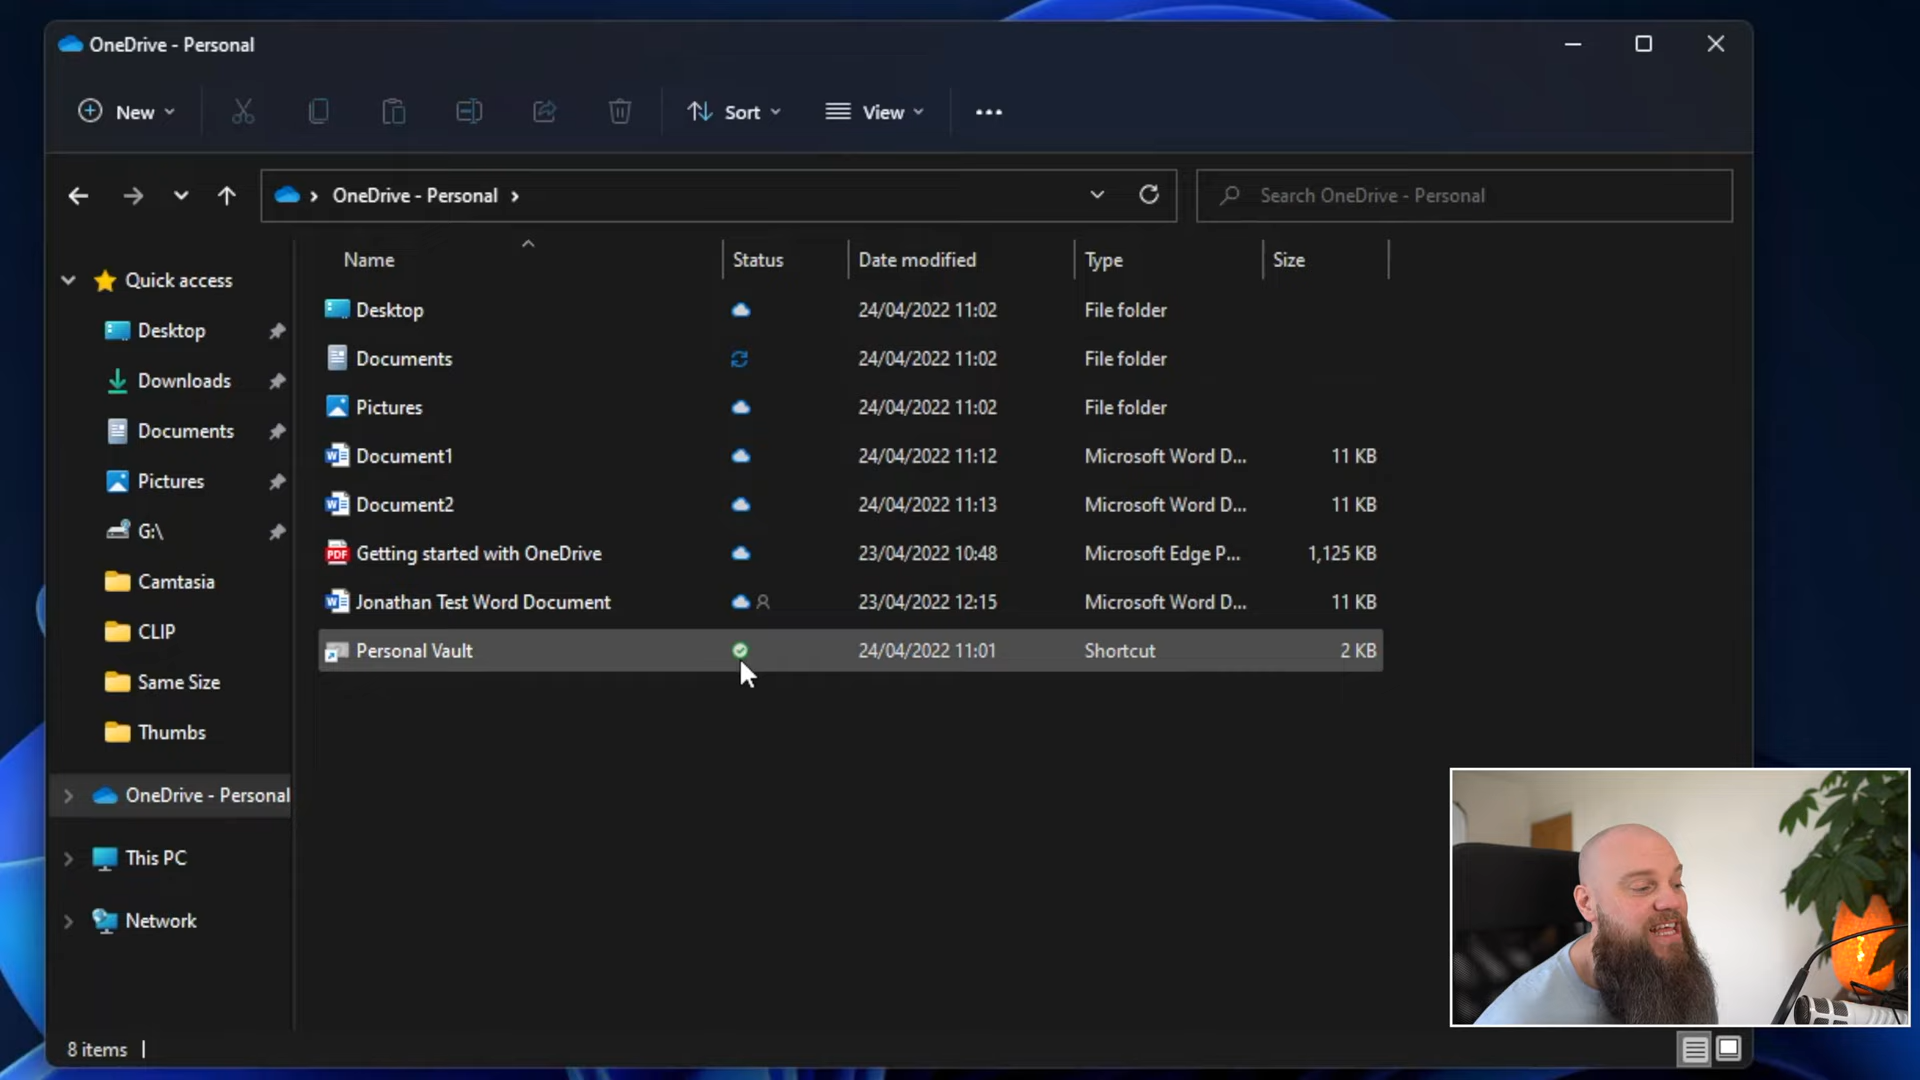 OneDrive - Personal
New
Sort
View
OneDrive - Personal
Search OneDrive - Personal
Name Status Date modified Type Size
Quick access
Desktop
Downloads
Documents
Pictures
G:\
Camtasia
CLIP
Same Size
Thumbs
OneDrive - Personal
This PC
Network
Desktop 24/04/2022 11:02 File folder
Documents 24/04/2022 11:02 File folder
Pictures 24/04/2022 11:02 File folder
Document1 24/04/2022 11:12 Microsoft Word D... 11 KB
Document2 24/04/2022 11:13 Microsoft Word D... 11 KB
PDF Getting started with OneDrive 23/04/2022 10:48 Microsoft Edge P... 1,125 KB
Jonathan Test Word Document 23/04/2022 12:15 Microsoft Word D... 11 KB
Personal Vault 24/04/2022 11:01 Shortcut 2 KB
8 items